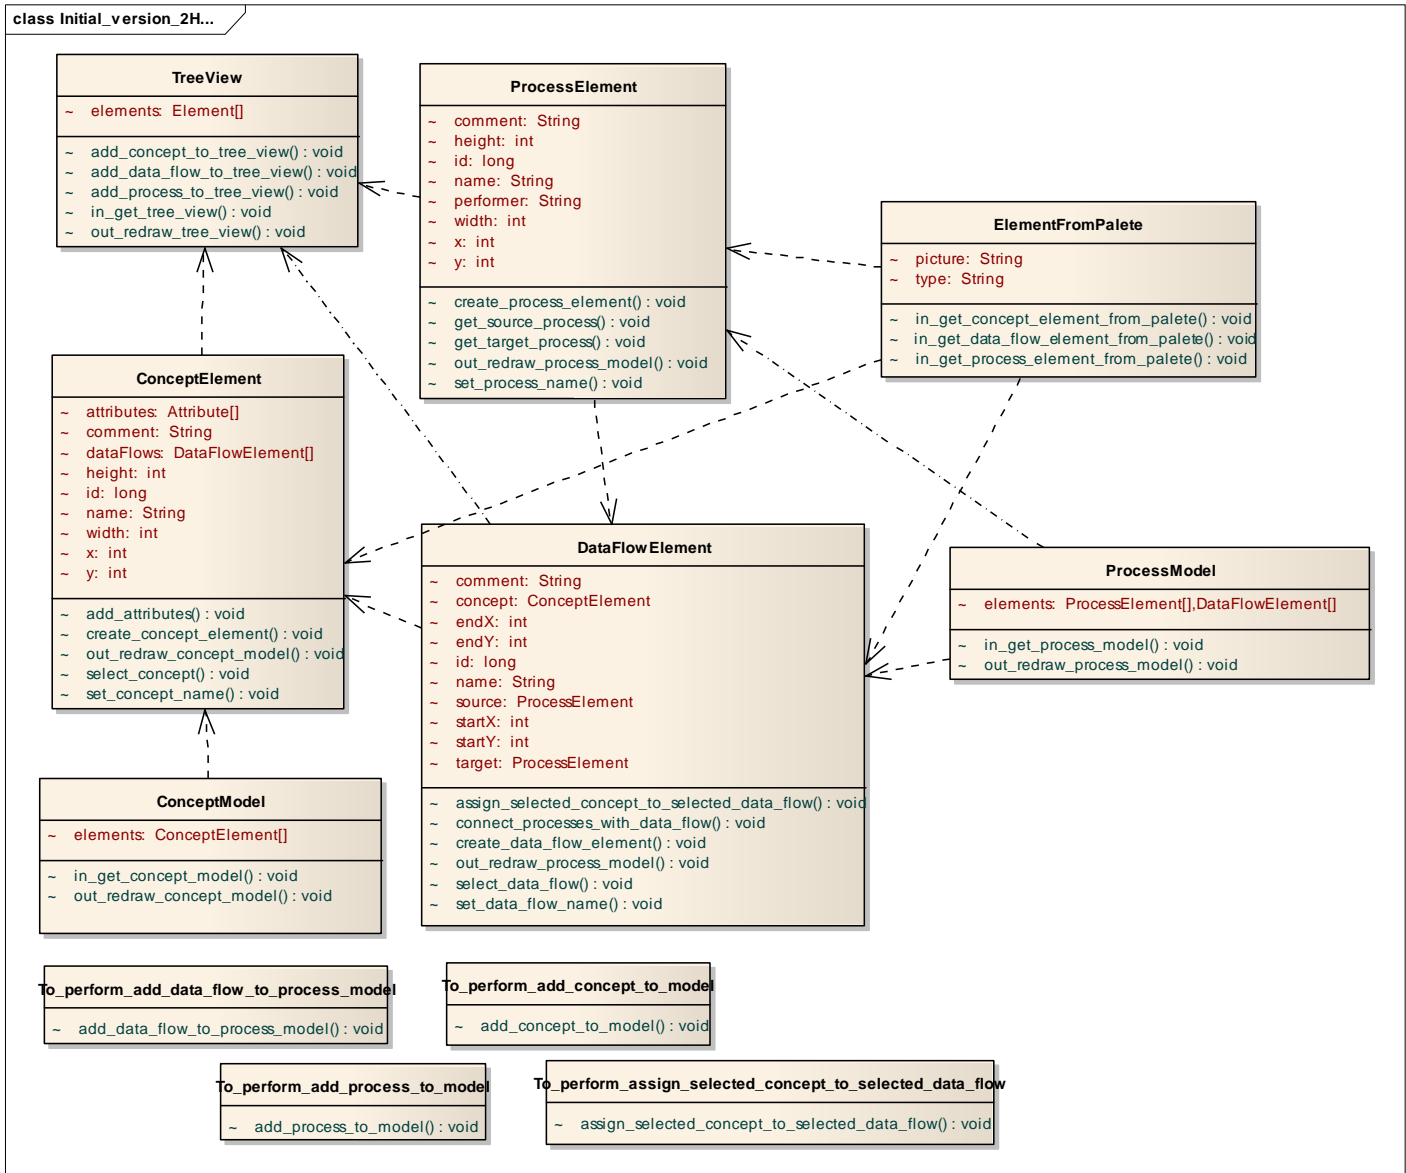 class Initial_version_2H...
TreeView
~ elements: Element[]
~ add_concept_to_tree_view() : void
~ add_data_flow_to_tree_view() : void
~ add_process_to_tree_view() : void
~ in_get_tree_view() : void
~ out_redraw_tree_view() : void
ProcessElement
~ comment: String
~ height: int
~ id: long
~ name: String
~ performer: String
~ width: int
~ x: int
~ y: int
~ create_process_element() : void
~ get_source_process() : void
~ get_target_process() : void
~ out_redraw_process_model() : void
~ set_process_name() : void
ElementFromPalete
~ picture: String
~ type: String
~ in_get_concept_element_from_palete() : void
~ in_get_data_flow_element_from_palete() : void
~ in_get_process_element_from_palete() : void
ConceptElement
~ attributes: Attribute[]
~ comment: String
~ dataFlows: DataFlowElement[]
~ height: int
~ id: long
~ name: String
~ width: int
~ x: int
~ y: int
~ add_attributes() : void
~ create_concept_element() : void
~ out_redraw_concept_model() : void
~ select_concept() : void
~ set_concept_name() : void
DataFlowElement
~ comment: String
~ concept: ConceptElement
~ endX: int
~ endY: int
~ id: long
~ name: String
~ source: ProcessElement
~ startX: int
~ startY: int
~ target: ProcessElement
~ assign_selected_concept_to_selected_data_flow() : void
~ connect_processes_with_data_flow() : void
~ create_data_flow_element() : void
~ out_redraw_process_model() : void
~ select_data_flow() : void
~ set_data_flow_name() : void
ProcessModel
~ elements: ProcessElement[],DataFlowElement[]
~ in_get_process_model() : void
~ out_redraw_process_model() : void
ConceptModel
~ elements: ConceptElement[]
~ in_get_concept_model() : void
~ out_redraw_concept_model() : void
To_perform_add_data_flow_to_process_model
~ add_data_flow_to_process_model() : void
To_perform_add_concept_to_model
~ add_concept_to_model() : void
To_perform_add_process_to_model
~ add_process_to_model() : void
To_perform_assign_selected_concept_to_selected_data_flow
~ assign_selected_concept_to_selected_data_flow() : void